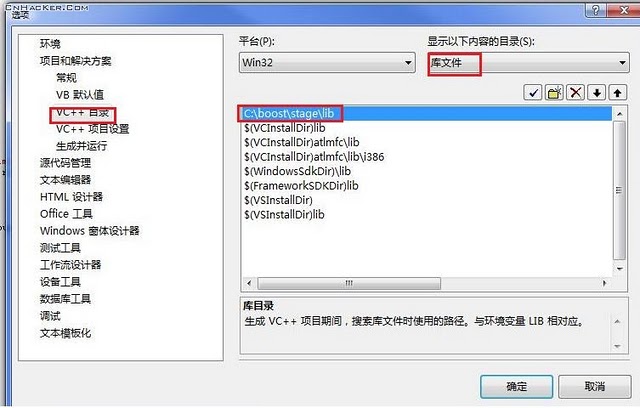 CNHACKER.COM
选项
环境
项目和解决方案
常规
VB 默认值
VC++ 目录
VC++ 项目设置
生成并运行
源代码管理
文本编辑器
HTML 设计器
Office 工具
Windows 窗体设计器
测试工具
工作流设计器
设备工具
数据库工具
调试
文本模板化
平台(P):
显示以下内容的目录(S):
Win32
库文件
C:\boost\stage\lib
$(VCInstallDir)lib
$(VCInstallDir)atlmfc\lib
$(VCInstallDir)atlmfc\lib\i386
$(WindowsSdkDir)\lib
$(FrameworkSDKDir)lib
$(VSInstallDir)
$(VSInstallDir)lib
库目录
生成 VC++ 项目期间，搜索库文件时使用的路径。与环境变量 LIB 相对应。
确定
取消